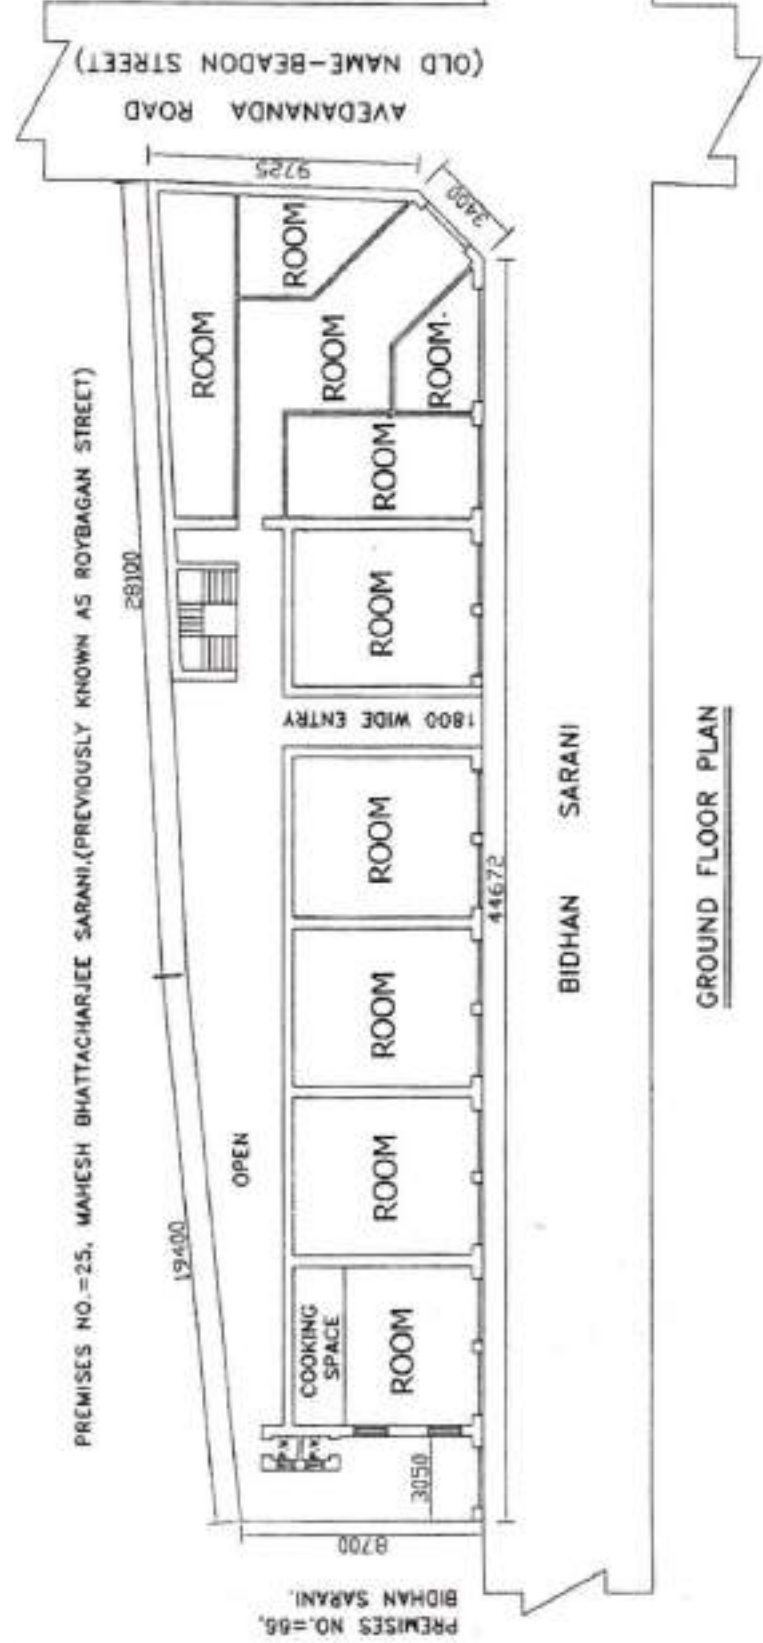 (OLD NAME-BEADON STREET)
AVEDANANDA ROAD
9725
3400
PREMISES NO.=25, MAHESH BHATTACHARJEE SARANI.(PREVIOUSLY KNOWN AS ROYBAGAN STREET)
28100
19400
ROOM
ROOM
ROOM
ROOM.
ROOM
ROOM
1800 WIDE ENTRY
ROOM
ROOM
ROOM
OPEN
COOKING
SPACE
ROOM
3050
8700
44672
BIDHAN SARANI
PREMISES NO.=66,
BIDHAN SARANI.
GROUND FLOOR PLAN